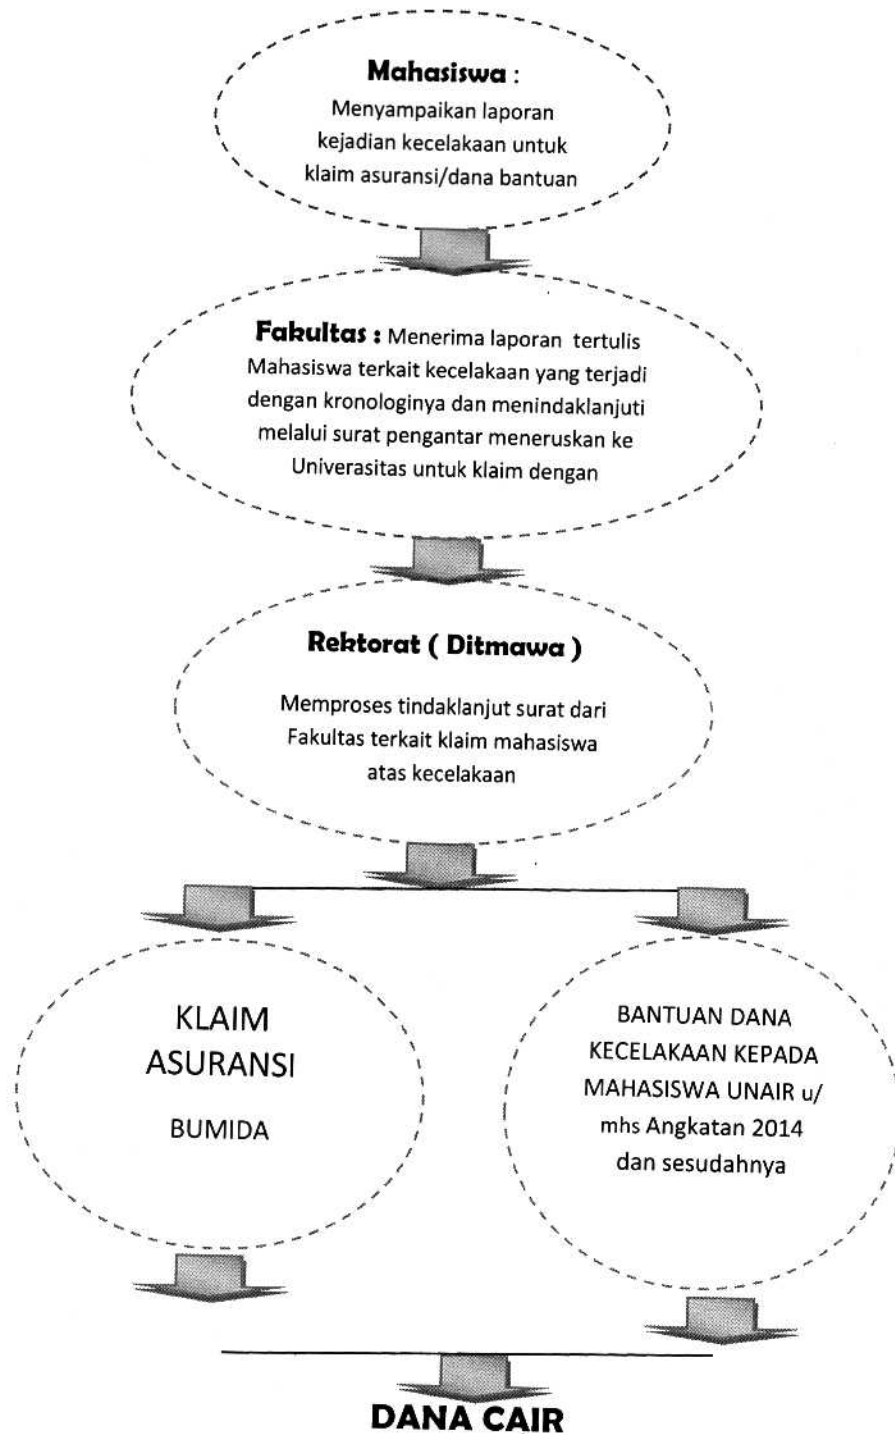 Mahasiswa :
Menyampaikan laporan
kejadian kecelakaan untuk
klaim asuransi/dana bantuan
Fakultas : Menerima laporan tertulis
Mahasiswa terkait kecelakaan yang terjadi
dengan kronologinya dan menindaklanjuti
melalui surat pengantar meneruskan ke
Univerasitas untuk klaim dengan
Rektorat ( Ditmawa )
Memproses tindaklanjut surat dari
Fakultas terkait klaim mahasiswa
atas kecelakaan
KLAIM
ASURANSI
BUMIDA
BANTUAN DANA
KECELAKAAN KEPADA
MAHASISWA UNAIR u/
mhs Angkatan 2014
dan sesudahnya
DANA CAIR